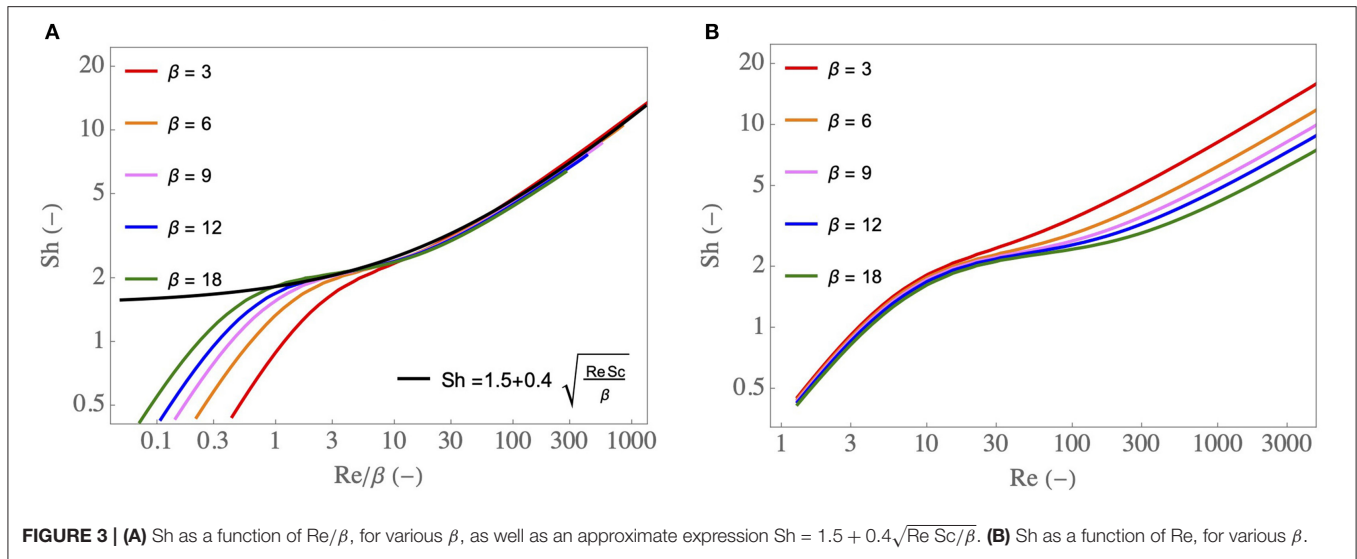 A
20
10
5
2
1
0.5
Sh (−)
β = 3
β = 6
β = 9
β = 12
β = 18
Sh =1.5+0.4 √(Re Sc/β)
0.1 0.3 1 3 10 30 100 300 1000
Re/β (−)
B
20
10
5
2
1
0.5
Sh (−)
β = 3
β = 6
β = 9
β = 12
β = 18
1 3 10 30 100 300 1000 3000
Re (−)
FIGURE 3 | (A) Sh as a function of Re/β, for various β, as well as an approximate expression Sh = 1.5 + 0.4√Re Sc/β. (B) Sh as a function of Re, for various β.